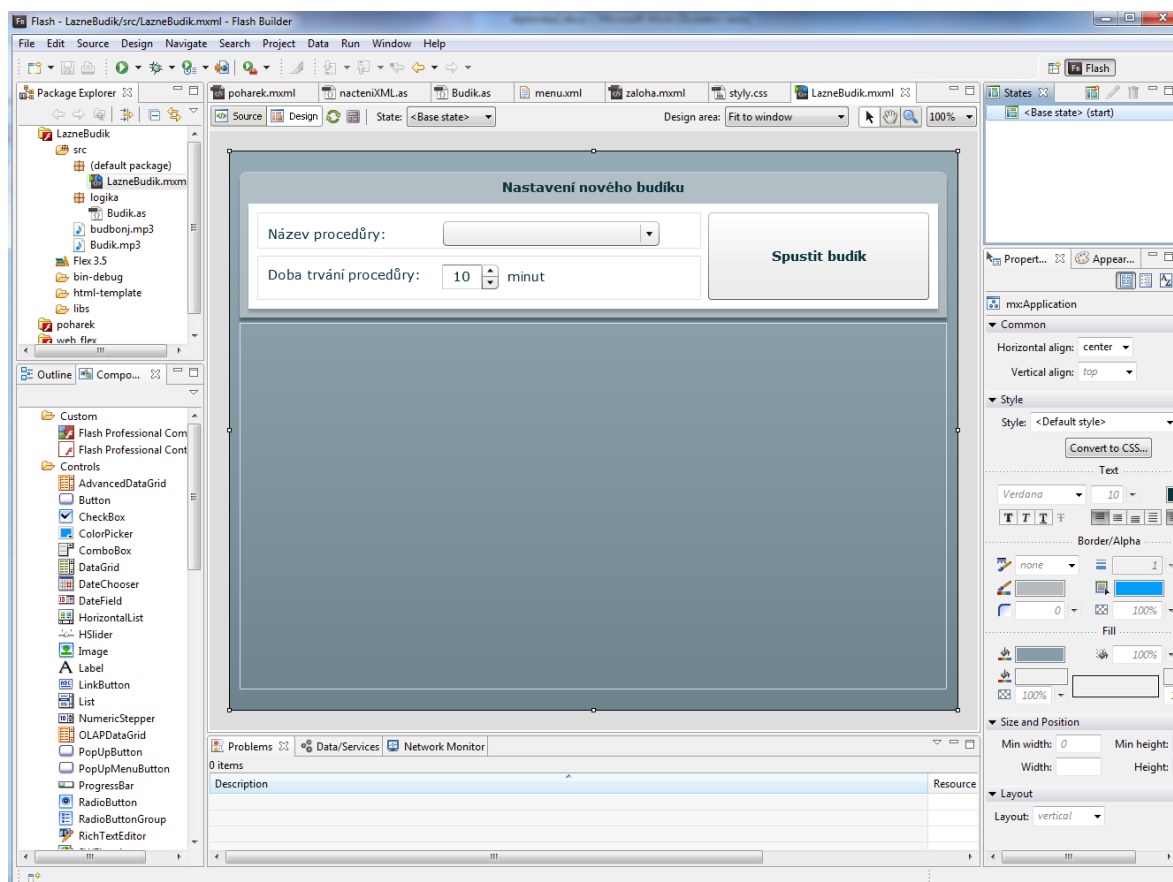 Flash - LazneBudik/src/LazneBudik.mxml - Flash Builder
File Edit Source Design Navigate Search Project Data Run Window Help
Flash
Package Explorer
LazneBudik
src
(default package)
LazneBudik.mxm
logika
Budik.as
budbonj.mp3
Budik.mp3
Flex 3.5
bin-debug
html-template
libs
poharek
web flex
Outline Compo...
Custom
Flash Professional Com
Flash Professional Cont
Controls
AdvancedDataGrid
Button
CheckBox
ColorPicker
ComboBox
DataGrid
DateChooser
DateField
HorizontalList
HSlider
Image
Label
LinkButton
List
NumericStepper
OLAPDataGrid
PopUpButton
PopUpMenuButton
ProgressBar
RadioButton
RadioButtonGroup
RichTextEditor
poharek.mxml nacteniXML.as Budik.as menu.xml zaloha.mxml styly.css LazneBudik.mxml
Source Design State: <Base state> Design area: Fit to window 100%
Nastavení nového budíku
Název procedůry:
Doba trvání procedůry: 10 minut
Spustit budík
Problems Data/Services Network Monitor
0 items
Description Resource
States
<Base state> (start)
Propert... Appear...
mx:Application
Common
Horizontal align: center
Vertical align: top
Style
Style: <Default style>
Convert to CSS...
Text
Verdana 10
T T T T
Border/Alpha
none 1
0 100%
Fill
100%
100% 1
Size and Position
Min width: 0 Min height:
Width: Height:
Layout
Layout: vertical